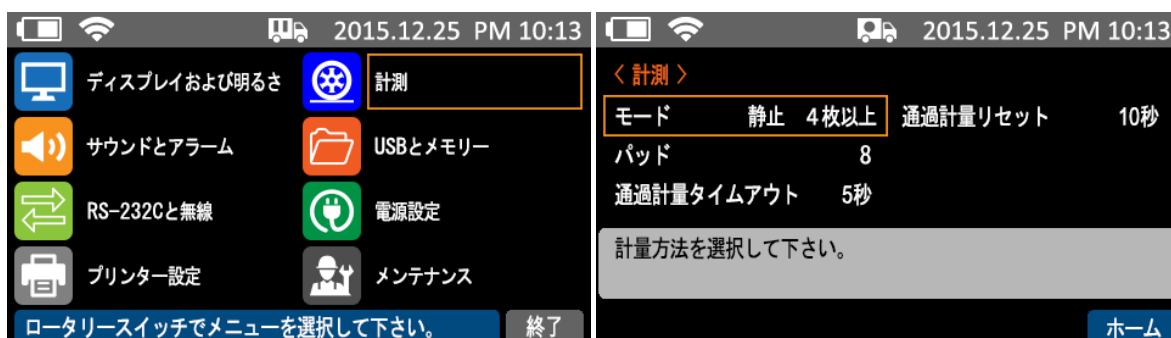 2015.12.25 PM 10:13
ディスプレイおよび明るさ
計測
サウンドとアラーム
USBとメモリー
RS-232Cと無線
電源設定
プリンター設定
メンテナンス
ロータリースイッチでメニューを選択して下さい。
終了
2015.12.25 PM 10:13
〈 計測 〉
モード 静止 4枚以上 通過計量リセット 10秒
パッド 8
通過計量タイムアウト 5秒
計量方法を選択して下さい。
ホーム